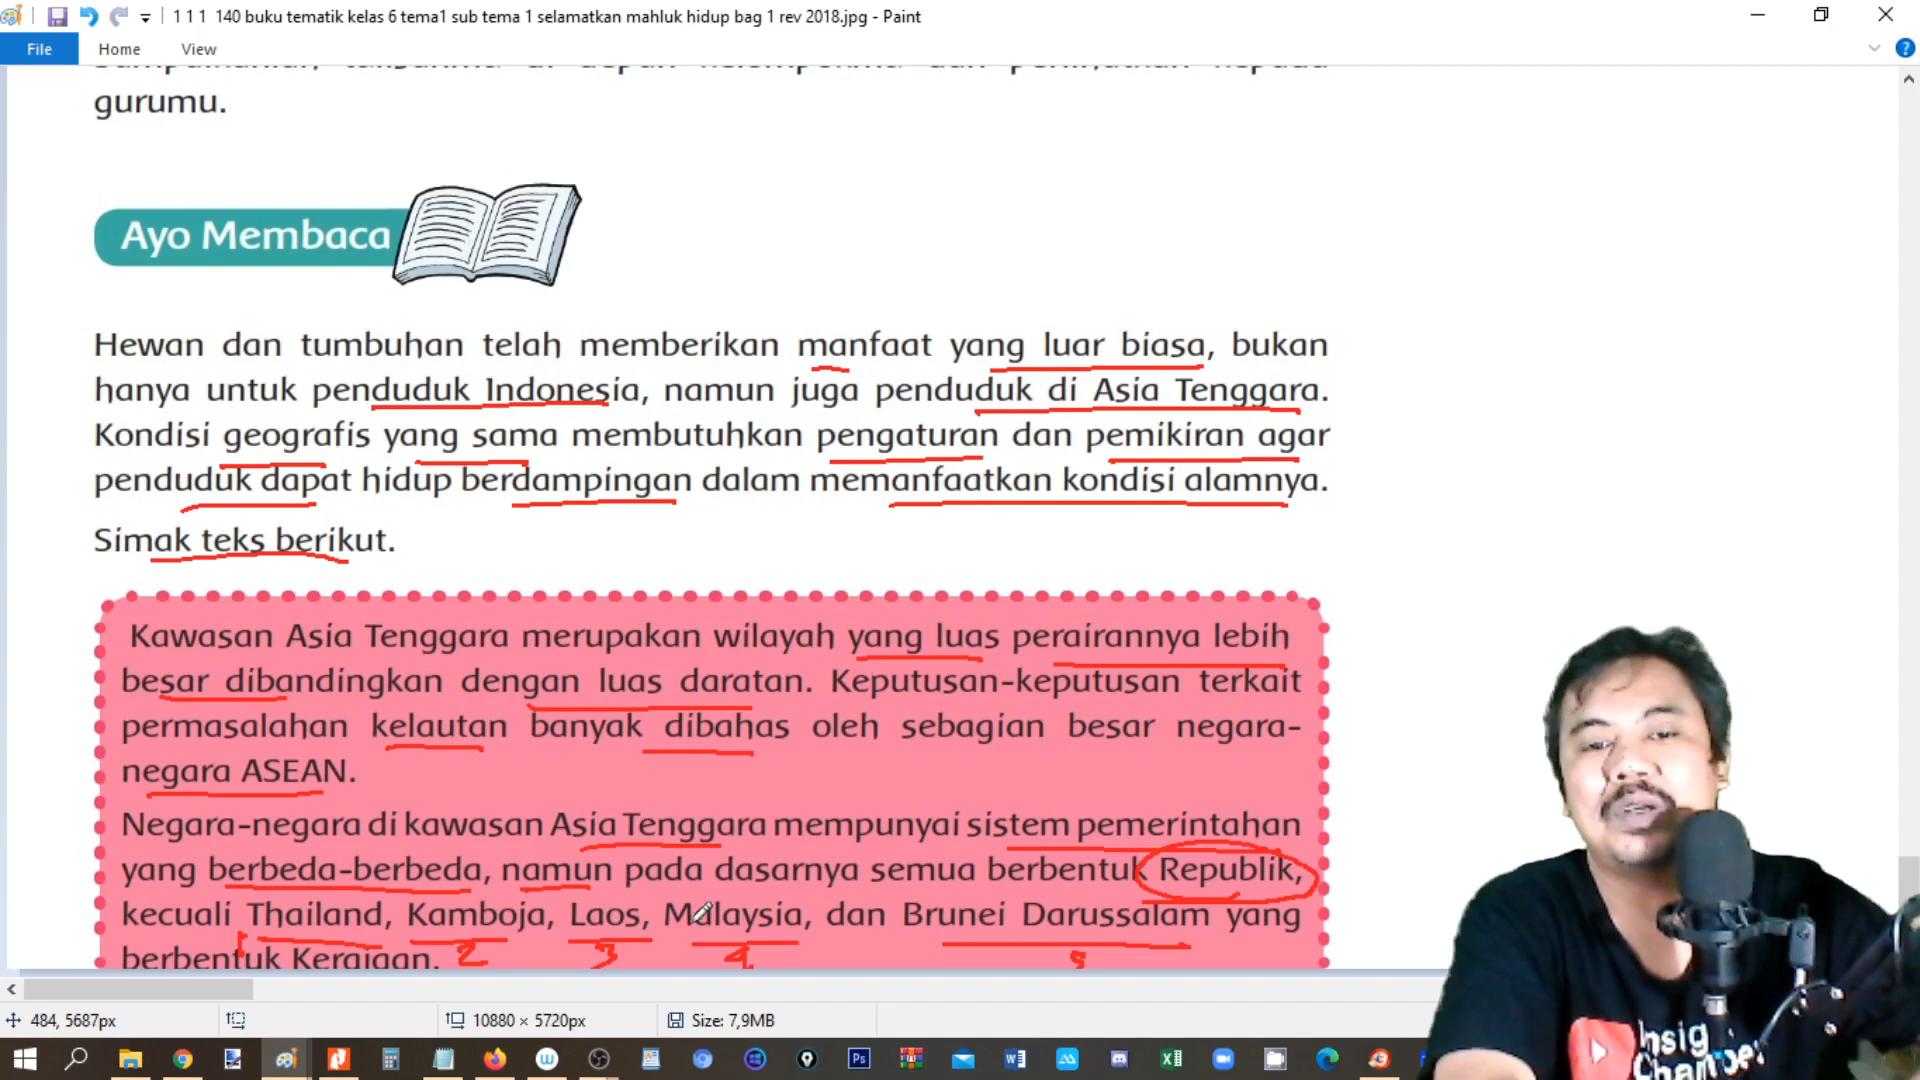 1 1 1 140 buku tematik kelas 6 tema1 sub tema 1 selamatkan mahluk hidup bag 1 rev 2018.jpg - Paint
File Home View
gurumu.
Ayo Membaca
Hewan dan tumbuhan telah memberikan manfaat yang luar biasa, bukan
hanya untuk penduduk Indonesia, namun juga penduduk di Asia Tenggara.
Kondisi geografis yang sama membutuhkan pengaturan dan pemikiran agar
penduduk dapat hidup berdampingan dalam memanfaatkan kondisi alamnya.
Simak teks berikut.
Kawasan Asia Tenggara merupakan wilayah yang luas perairannya lebih
besar dibandingkan dengan luas daratan. Keputusan-keputusan terkait
permasalahan kelautan banyak dibahas oleh sebagian besar negara-
negara ASEAN.
Negara-negara di kawasan Asia Tenggara mempunyai sistem pemerintahan
yang berbeda-berbeda, namun pada dasarnya semua berbentuk Republik,
kecuali Thailand, Kamboja, Laos, Malaysia, dan Brunei Darussalam yang
berbentuk Kerajaan.
1 2 3 4 5
484, 5687px
10880 × 5720px
Size: 7,9MB
Ps